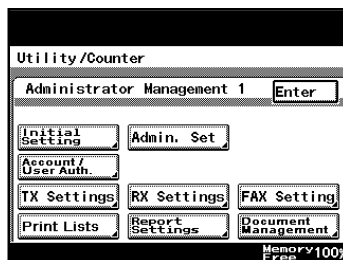 Utility/Counter
Administrator Management 1 Enter
Initial
Setting
Admin. Set
Account/
User Auth.
TX Settings RX Settings FAX Setting
Print Lists
Report
Settings
Document
Management
Memory 100%
Free